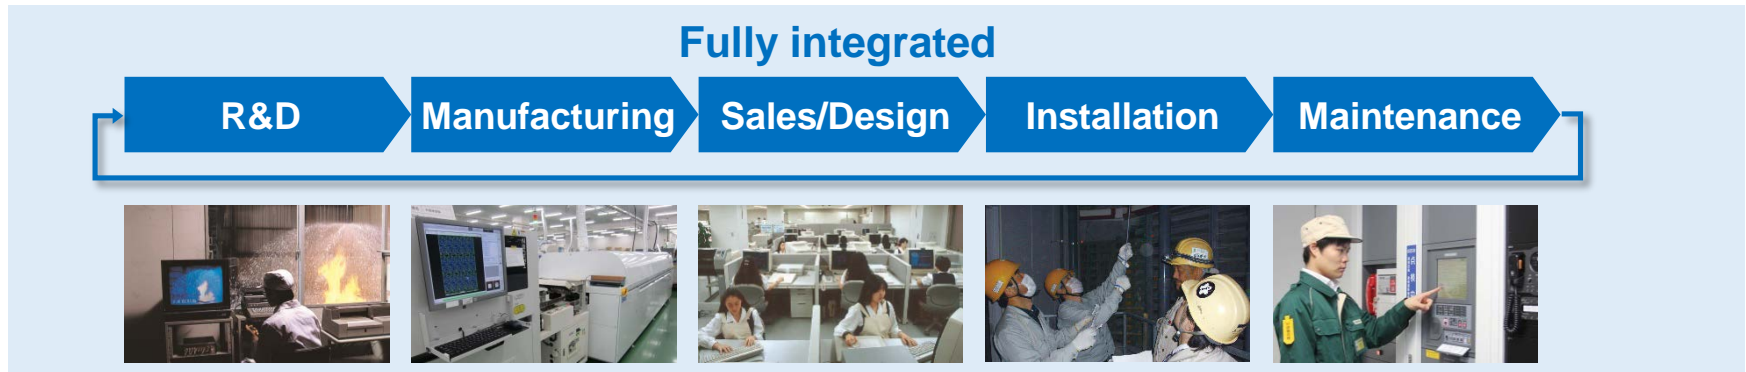 Fully integrated
R&D
Manufacturing
Sales/Design
Installation
Maintenance